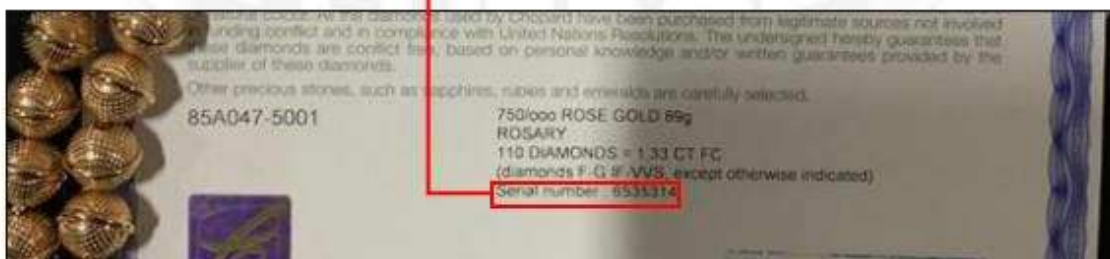 natural colour. All the diamonds used by Chopard have been purchased from legitimate sources not involved
funding conflict and in compliance with United Nations Resolutions. The undersigned hereby guarantees that
these diamonds are conflict free, based on personal knowledge and/or written guarantees provided by the
supplier of these diamonds.
Other precious stones, such as sapphires, rubies and emeralds are carefully selected.
85A047-5001
750/ooo ROSE GOLD 69g
ROSARY
110 DIAMONDS = 1.33 CT FC
(diamonds F-G IF-VVS, except otherwise indicated)
Serial number : 6535314